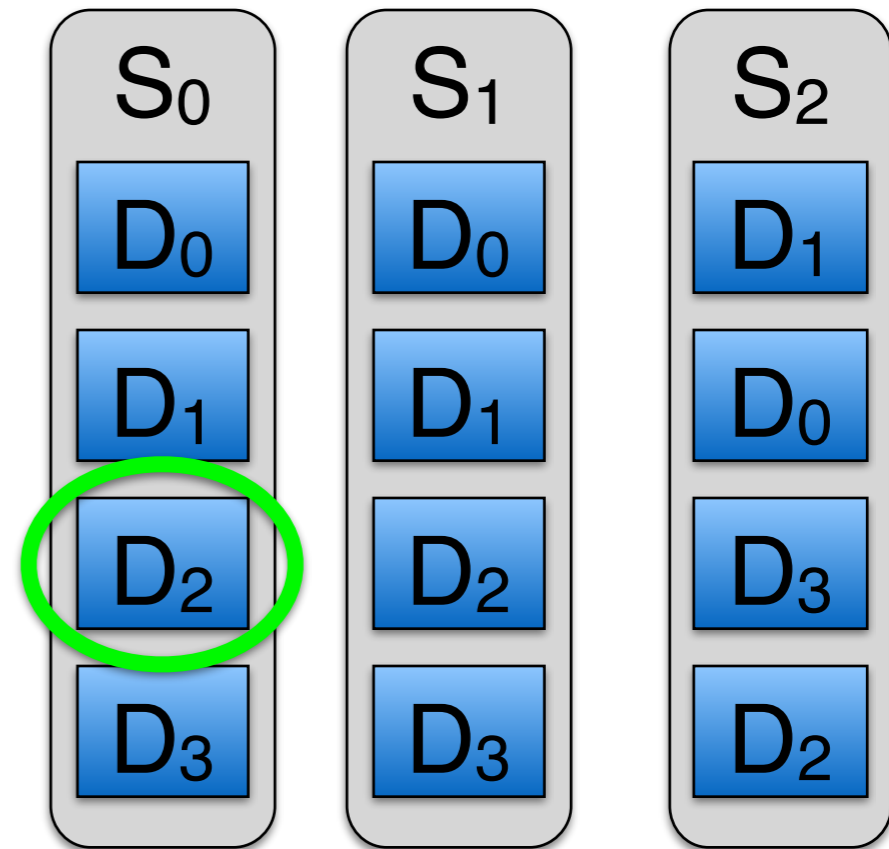 S₀ S₁ S₂
D₀ D₀ D₁
D₁ D₁ D₀
D₂ D₂ D₃
D₃ D₃ D₂